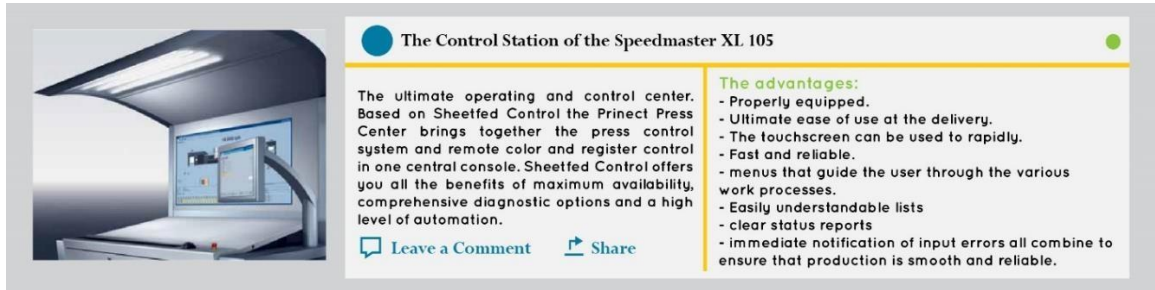 The Control Station of the Speedmaster XL 105
The ultimate operating and control center.
Based on Sheetfed Control the Prinect Press
Center brings together the press control
system and remote color and register control
in one central console. Sheetfed Control offers
you all the benefits of maximum availability,
comprehensive diagnostic options and a high
level of automation.
Leave a Comment
Share
The advantages:
- Properly equipped.
- Ultimate ease of use at the delivery.
- The touchscreen can be used to rapidly.
- Fast and reliable.
- menus that guide the user through the various
work processes.
- Easily understandable lists
- clear status reports
- immediate notification of input errors all combine to
ensure that production is smooth and reliable.